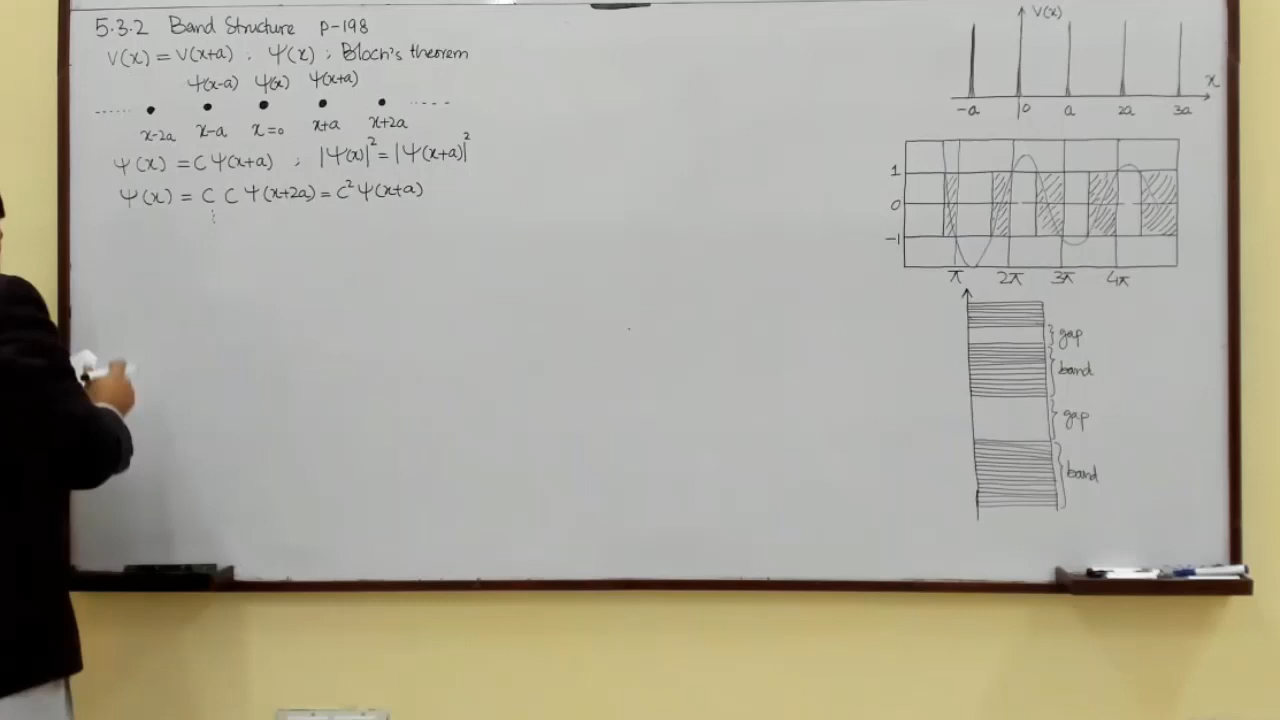 5.3.2 Band Structure p-198
V(x) = V(x+a) ; Ψ(x) ; Bloch's theorem
Ψ(x-a) Ψ(x) Ψ(x+a)
x-2a x-a x=0 x+a x+2a
Ψ(x) = C Ψ(x+a) ; |Ψ(x)|² = |Ψ(x+a)|²
Ψ(x) = C C Ψ(x+2a) = C² Ψ(x+a)
V(x)
x
-a 0 a 2a 3a
1
0
-1
π 2π 3π 4π
gap
band
gap
band